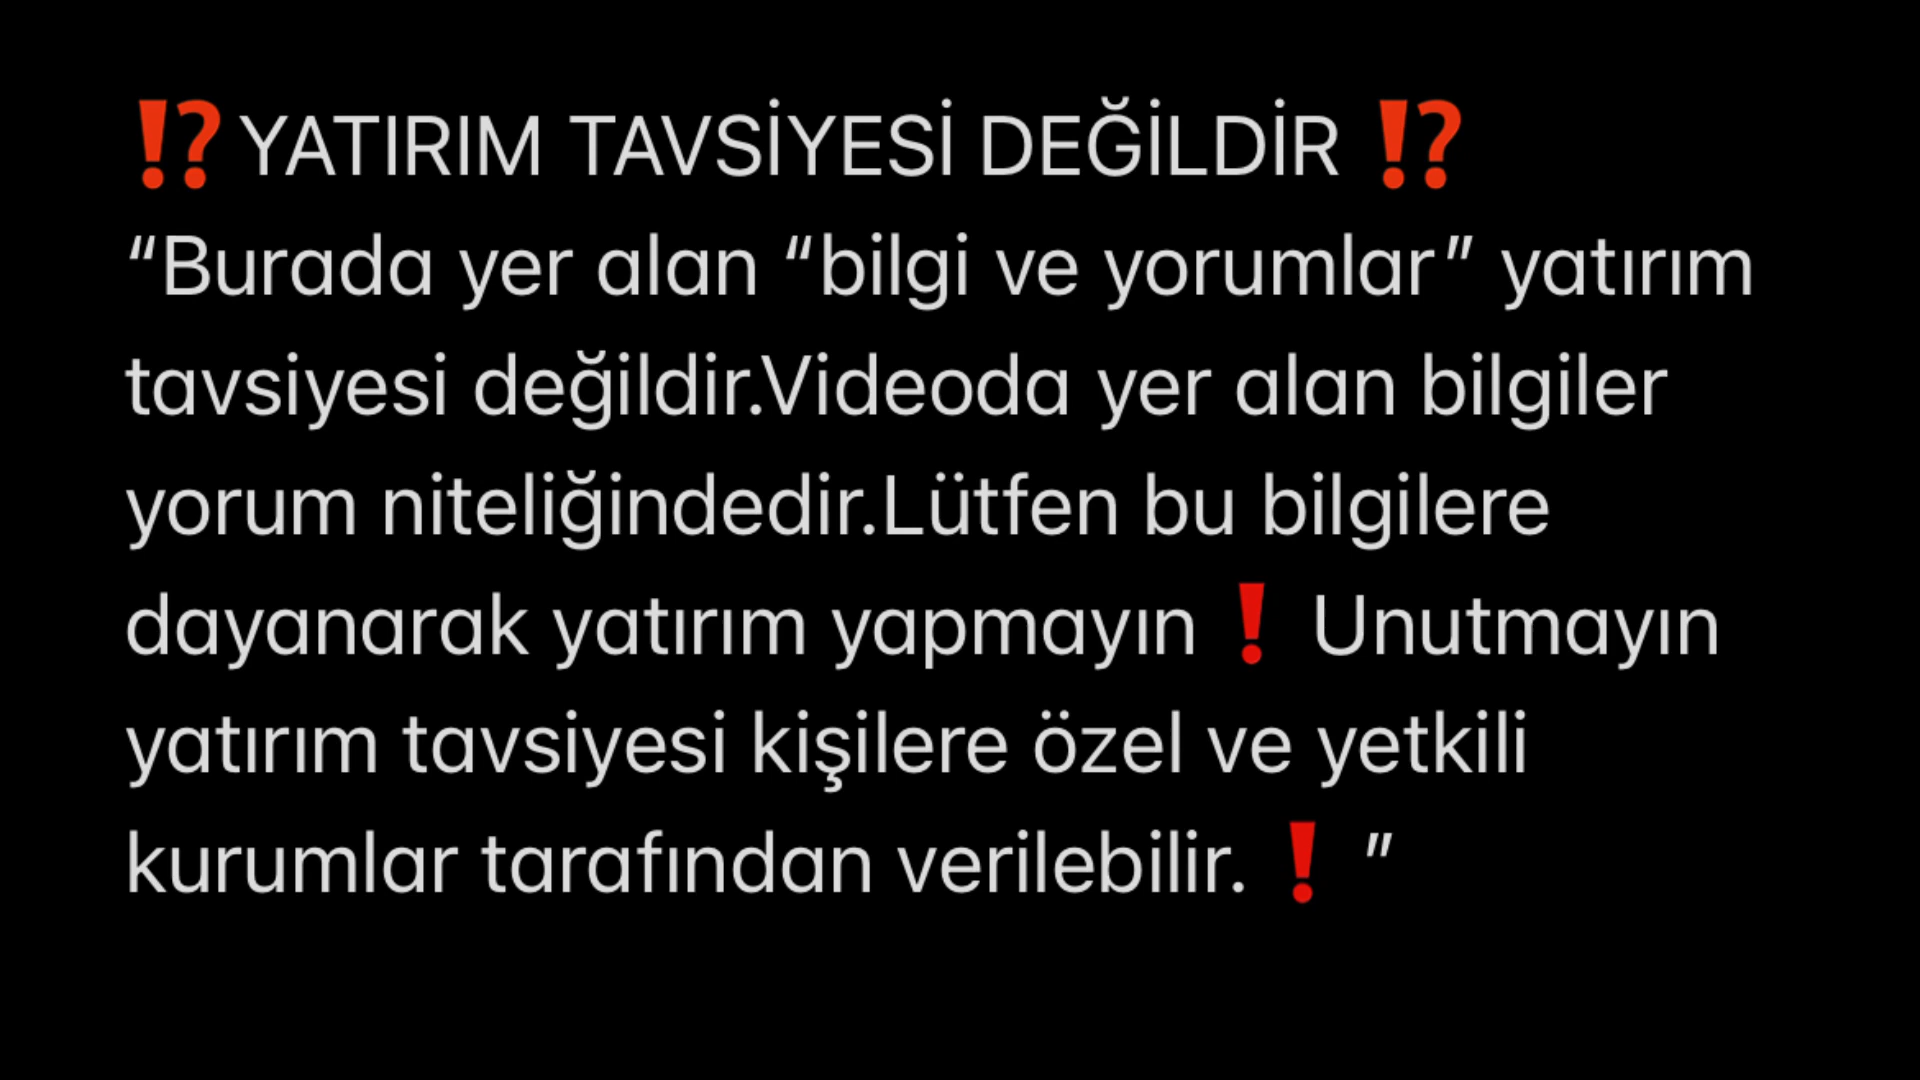 ⁉️YATIRIM TAVSİYESİ DEĞİLDİR ⁉️
“Burada yer alan “bilgi ve yorumlar” yatırım
tavsiyesi değildir.Videoda yer alan bilgiler
yorum niteliğindedir.Lütfen bu bilgilere
dayanarak yatırım yapmayın❗ Unutmayın
yatırım tavsiyesi kişilere özel ve yetkili
kurumlar tarafından verilebilir. ❗ ”